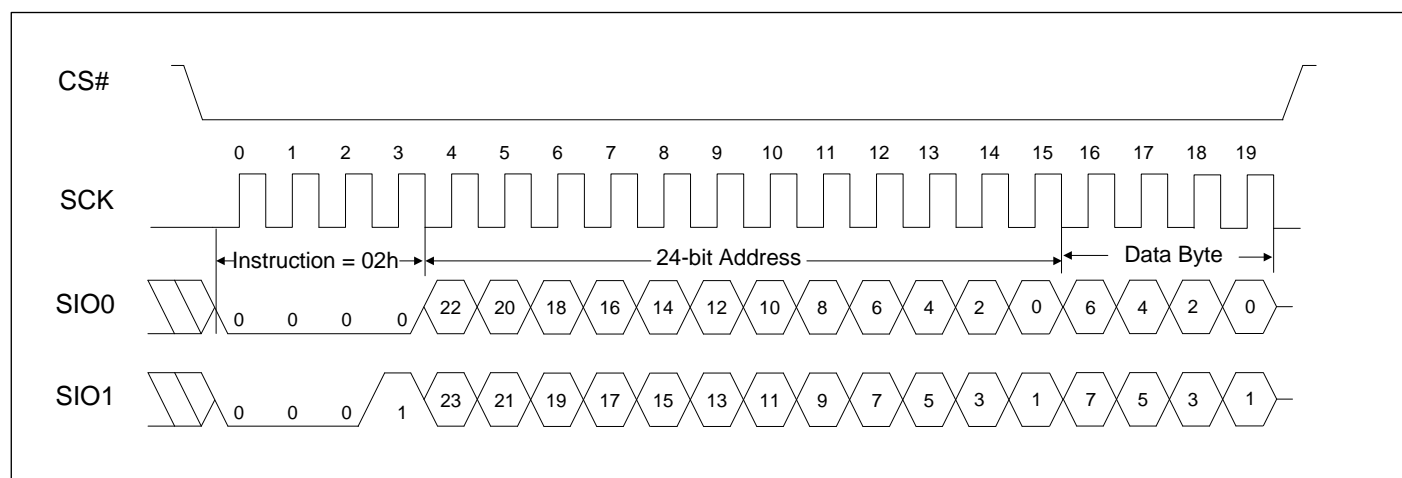 CS#
0 1 2 3 4 5 6 7 8 9 10 11 12 13 14 15 16 17 18 19
SCK
Instruction = 02h 24-bit Address Data Byte
SIO0 0 0 0 0 22 20 18 16 14 12 10 8 6 4 2 0 6 4 2 0
SIO1 0 0 0 1 23 21 19 17 15 13 11 9 7 5 3 1 7 5 3 1